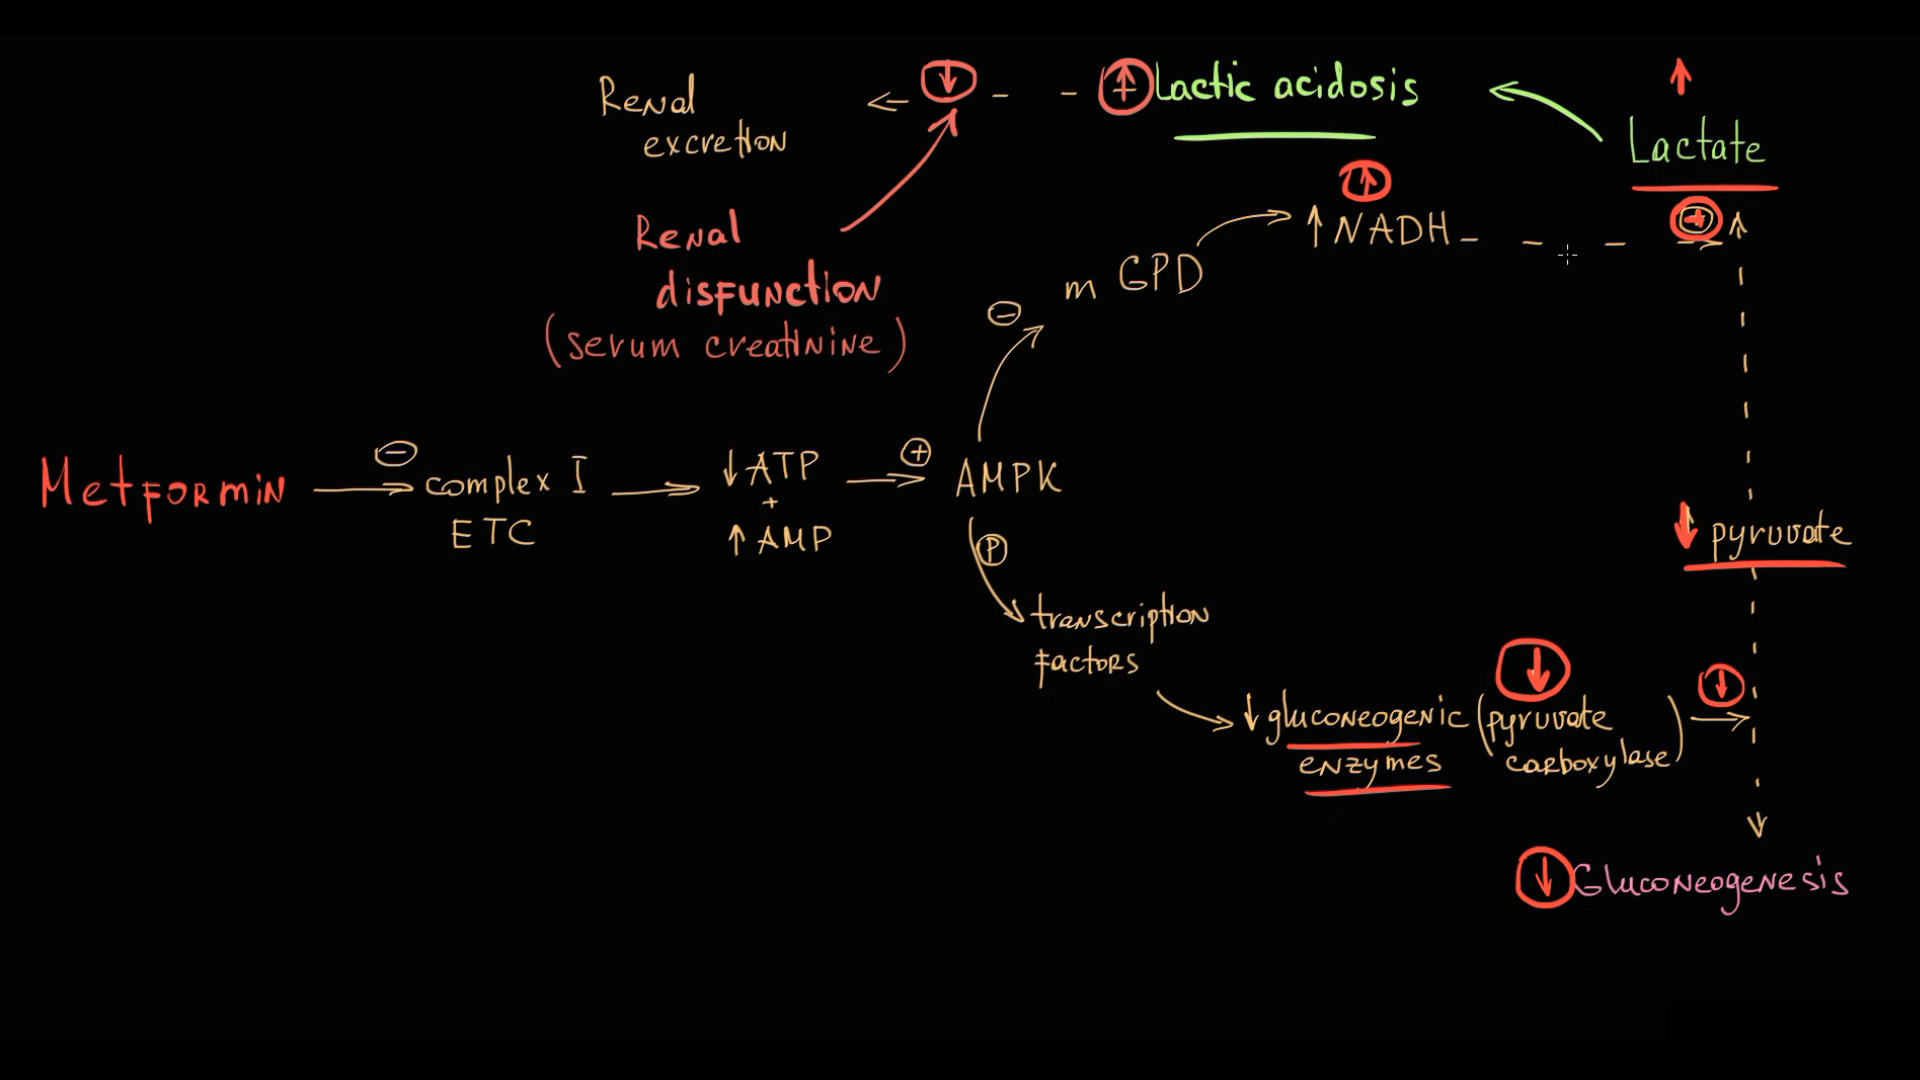 Renal
excretion
↓
↑ Lactic acidosis
↑
Lactate
Renal
disfunction
(serum creatinine)
m GPD
↑
↑ NADH
+
−
Metformin
−
complex I
ETC
↓ ATP
+
↑ AMP
+
AMPK
P
transcription
factors
↓ pyruvate
↓ gluconeogenic
enzymes
↓
(pyruvate
carboxylase)
↓
↓ Gluconeogenesis